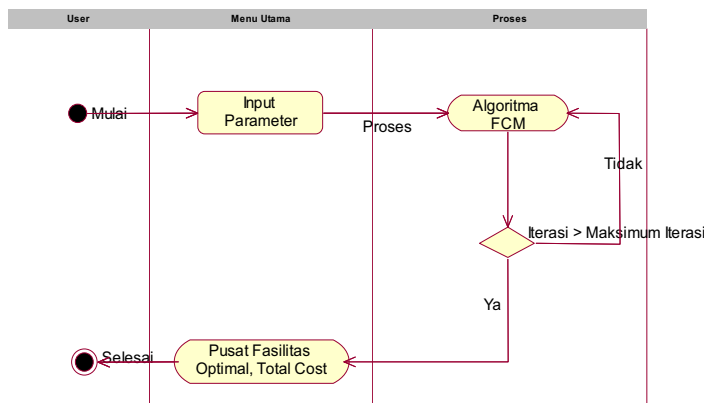 User
Menu Utama
Proses
Mulai
Input
Parameter
Proses
Algoritma
FCM
Tidak
Iterasi > Maksimum Iterasi
Ya
Pusat Fasilitas
Optimal, Total Cost
Selesai